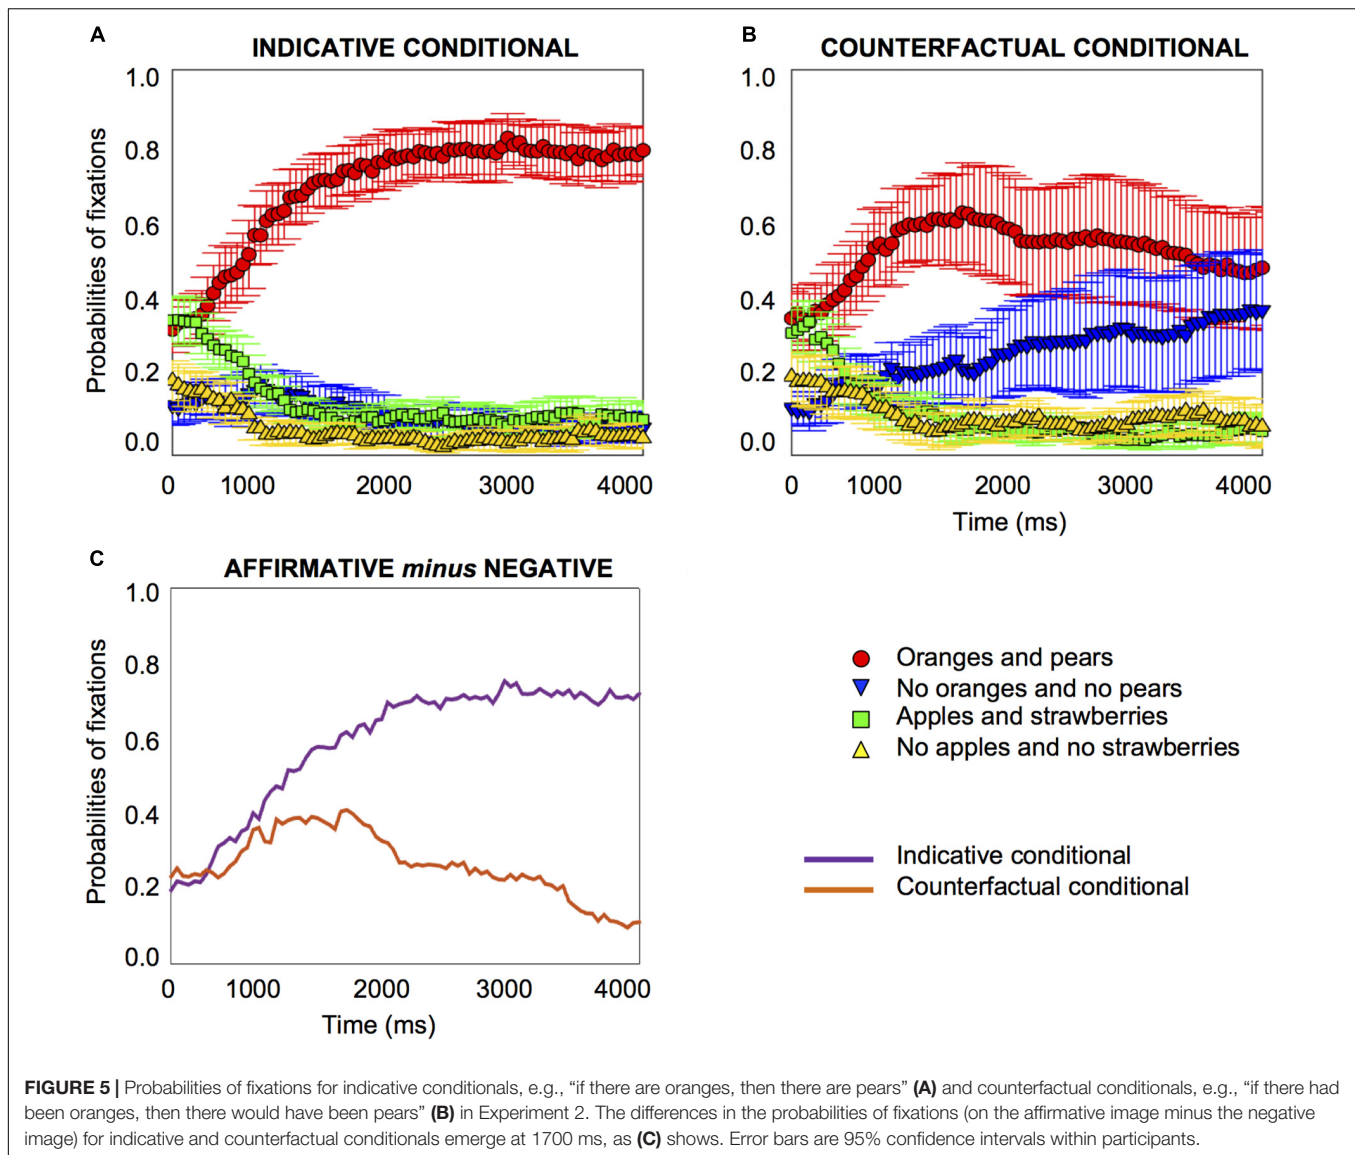 A
INDICATIVE CONDITIONAL
1.0
0.8
0.6
0.4
0.2
0.0
Probabilities of fixations
0 1000 2000 3000 4000
B
COUNTERFACTUAL CONDITIONAL
1.0
0.8
0.6
0.4
0.2
0.0
Probabilities of fixations
0 1000 2000 3000 4000
Time (ms)
C
AFFIRMATIVE minus NEGATIVE
1.0
0.8
0.6
0.4
0.2
0.0
Probabilities of fixations
0 1000 2000 3000 4000
Time (ms)
Oranges and pears
No oranges and no pears
Apples and strawberries
No apples and no strawberries
Indicative conditional
Counterfactual conditional
FIGURE 5 | Probabilities of fixations for indicative conditionals, e.g., “if there are oranges, then there are pears” (A) and counterfactual conditionals, e.g., “if there had
been oranges, then there would have been pears” (B) in Experiment 2. The differences in the probabilities of fixations (on the affirmative image minus the negative
image) for indicative and counterfactual conditionals emerge at 1700 ms, as (C) shows. Error bars are 95% confidence intervals within participants.